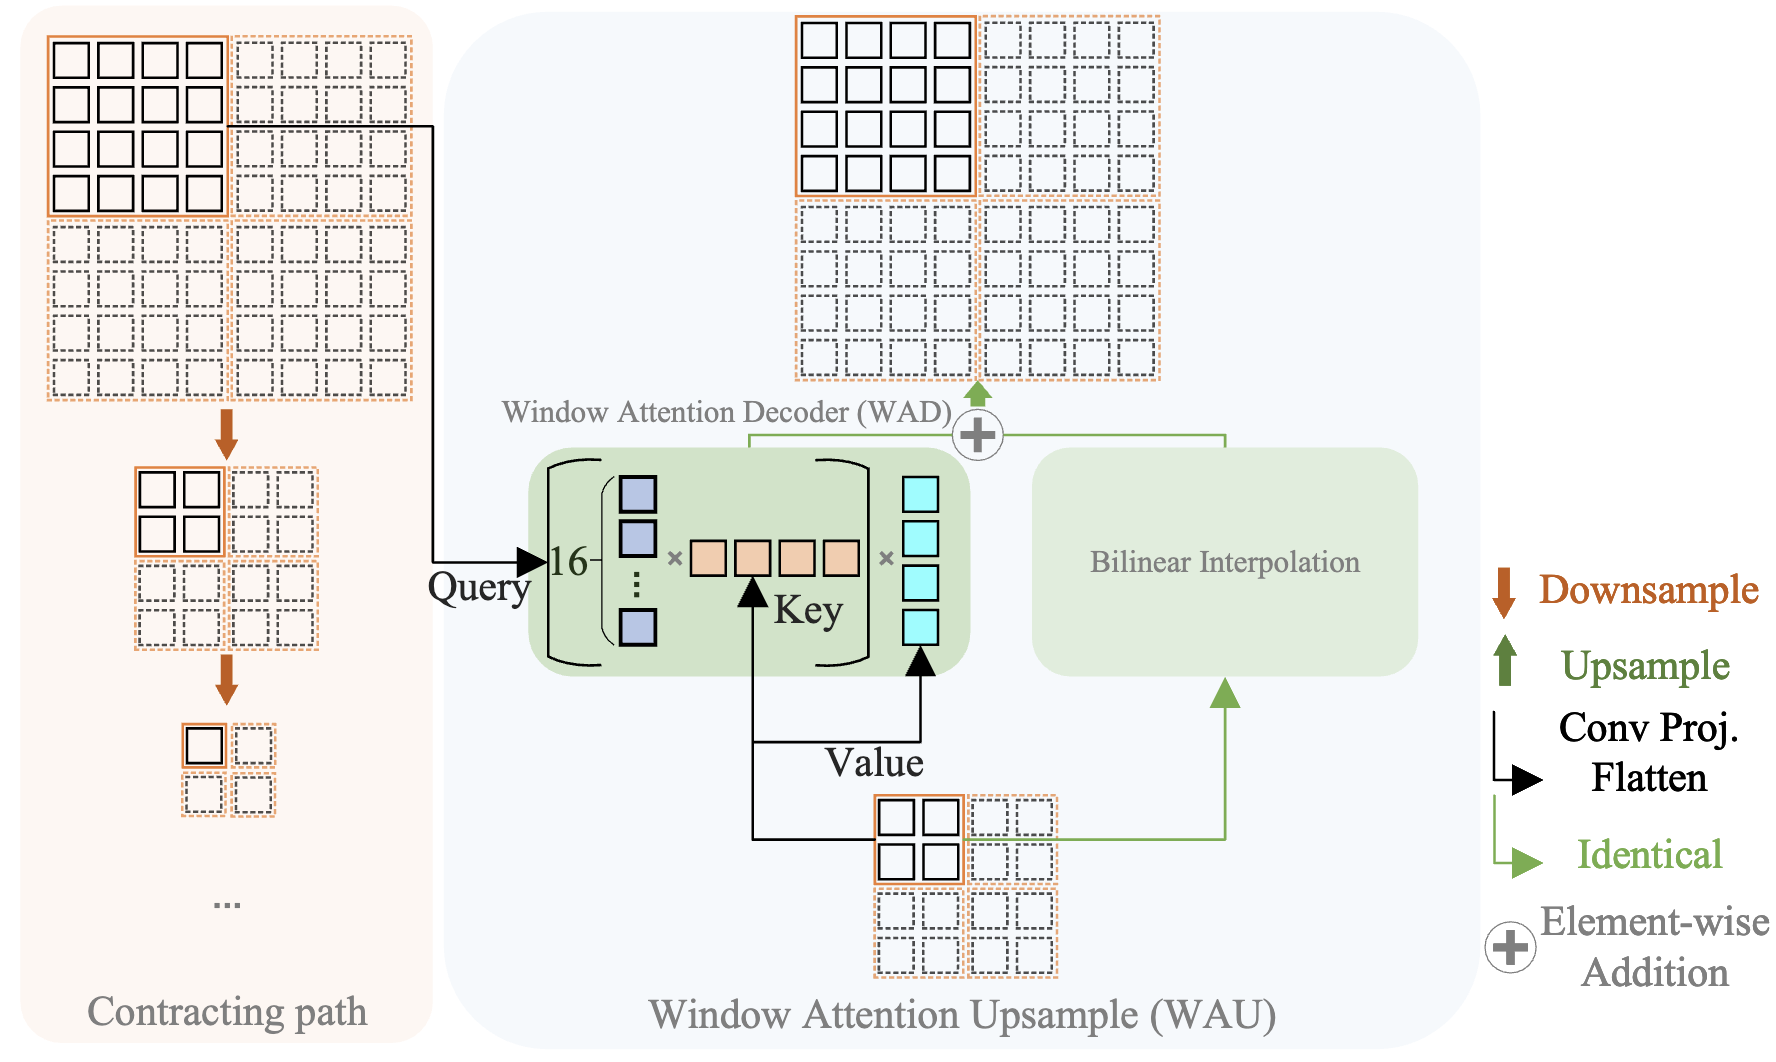 Window Attention Decoder (WAD)
16
Query
Key
Value
Bilinear Interpolation
Downsample
Upsample
Conv Proj.
Flatten
Identical
Element-wise
Addition
...
Contracting path
Window Attention Upsample (WAU)